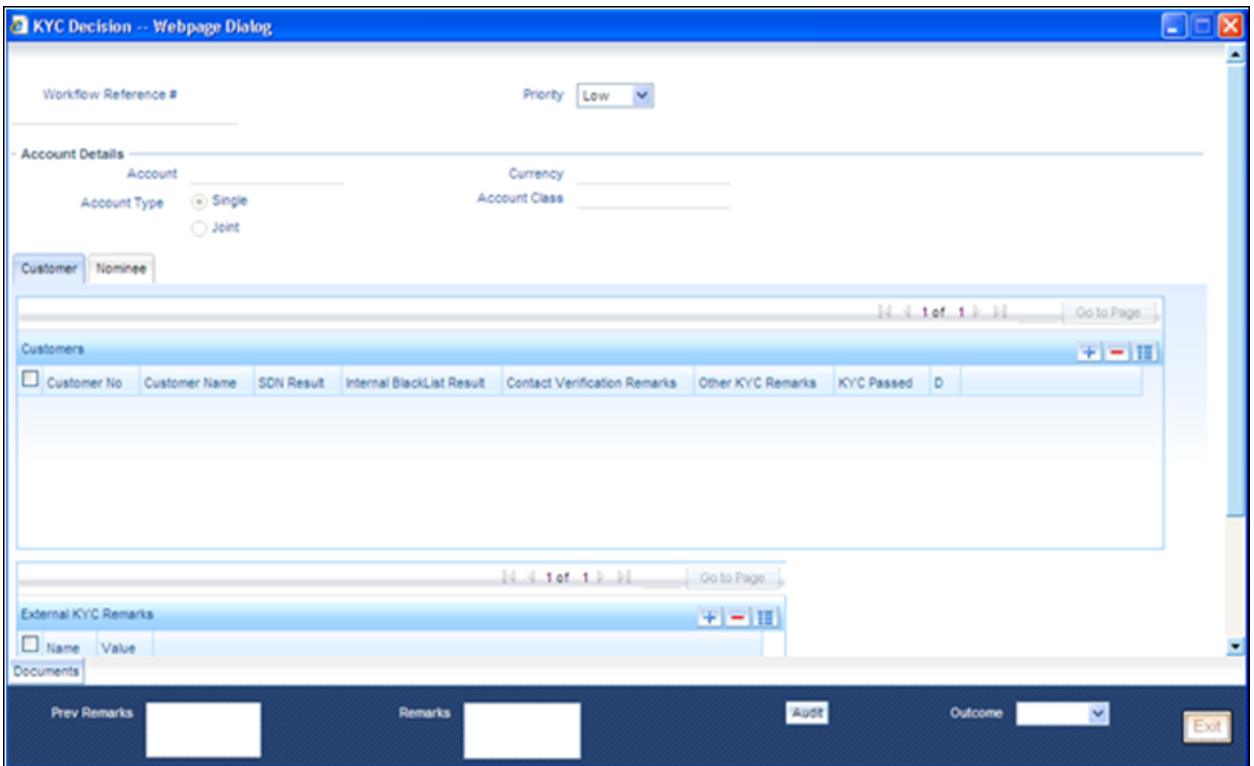 KYC Decision -- Webpage Dialog
Workflow Reference # Priority Low
Account Details
Account Currency
Account Type Single Account Class
Joint
Customer Nominee
1 of 1 Go to Page
Customers
Customer No Customer Name SDN Result Internal BlackList Result Contact Verification Remarks Other KYC Remarks KYC Passed D
1 of 1 Go to Page
External KYC Remarks
Name Value
Documents
Prev Remarks Remarks Audit Outcome Exit